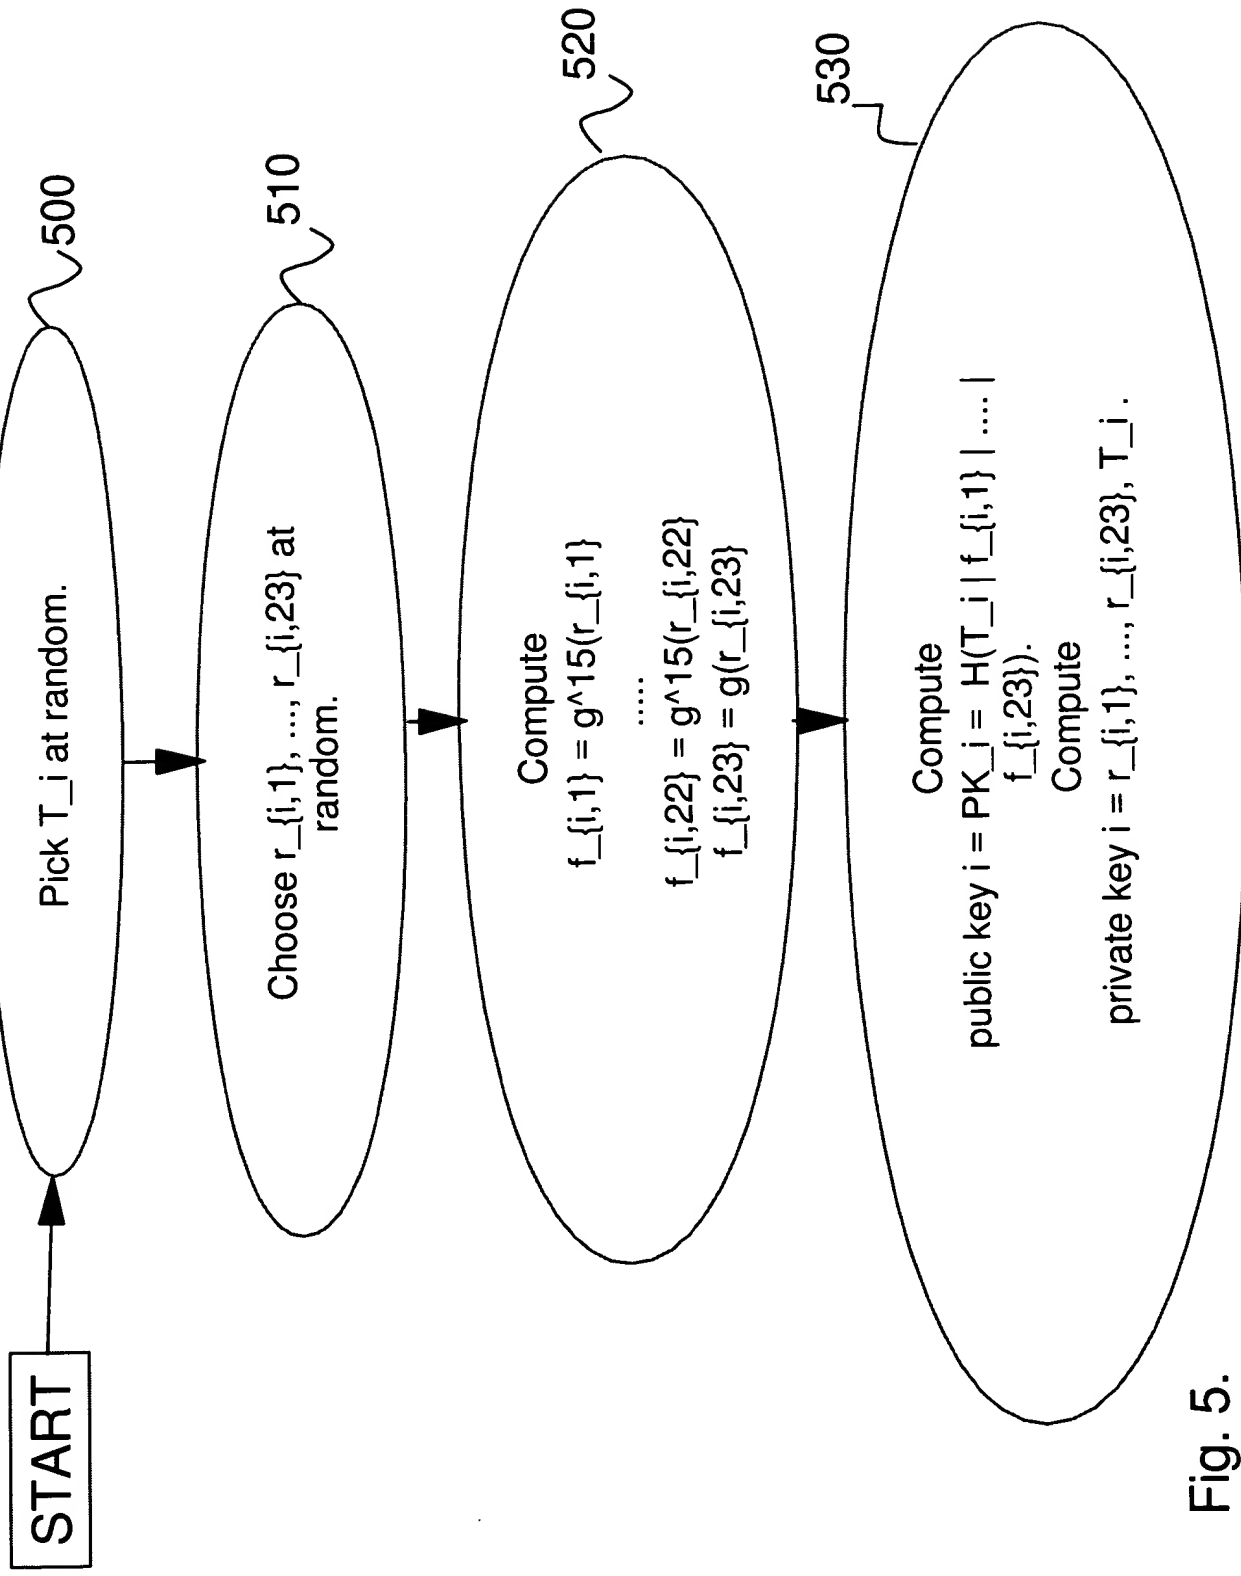 START
500
Pick T_i at random.
510
Choose r_{i,1}, ..., r_{i,23} at
random.
520
Compute
f_{i,1} = g^15(r_{i,1}
.....
f_{i,22} = g^15(r_{i,22}
f_{i,23} = g(r_{i,23}
530
Compute
public key i = PK_i = H(T_i | f_{i,1} | .... |
f_{i,23}).
Compute
private key i = r_{i,1}, ..., r_{i,23}, T_i .
Fig. 5.